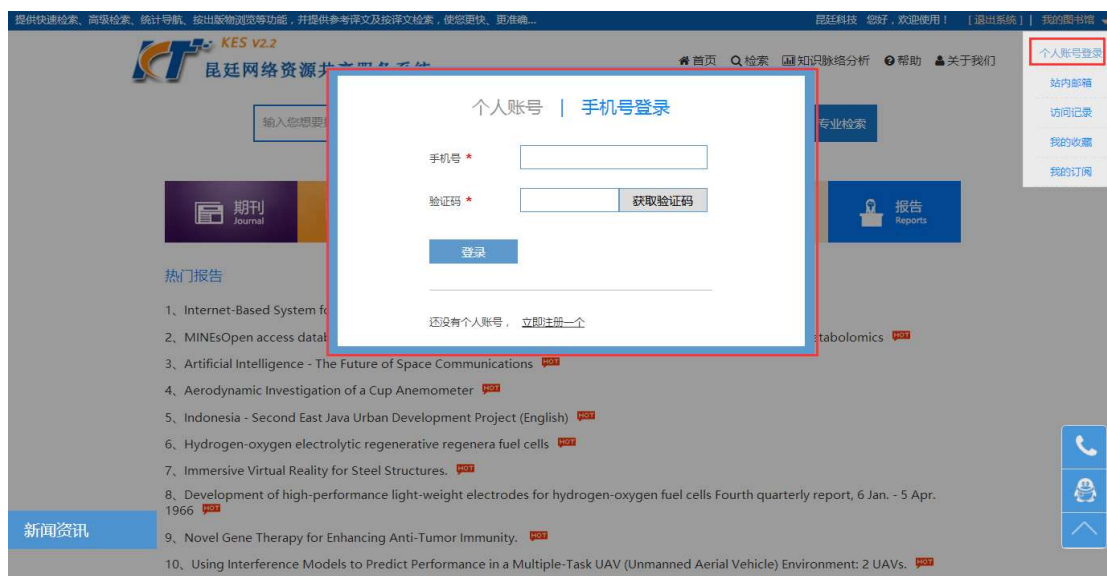 提供快速检索、高级检索、统计导航、按出版物浏览等功能，并提供参考译文及按译文检索，使您更快、更准确...
昆廷科技 您好，欢迎使用！ [退出系统] | 我的图书馆
KES V2.2
KT
昆廷网络资源共
首页 检索 知识脉络分析 帮助 关于我们
个人账号登录
站内邮箱
访问记录
我的收藏
我的订阅
输入您想要
专业检索
个人账号 | 手机号登录
手机号 *
验证码 * 获取验证码
登录
还没有个人账号， 立即注册一个
期刊
Journal
报告
Reports
热门报告
1、Internet-Based System
2、MINEsOpen access etabolomics HOT
3、Artificial Intelligence - The Future of Space Communications HOT
4、Aerodynamic Investigation of a Cup Anemometer HOT
5、Indonesia - Second East Java Urban Development Project (English) HOT
6、Hydrogen-oxygen electrolytic regenerative regenera fuel cells HOT
7、Immersive Virtual Reality for Steel Structures. HOT
8、Development of high-performance light-weight electrodes for hydrogen-oxygen fuel cells Fourth quarterly report, 6 Jan. - 5 Apr.
1966 HOT
9、Novel Gene Therapy for Enhancing Anti-Tumor Immunity. HOT
10、Using Interference Models to Predict Performance in a Multiple-Task UAV (Unmanned Aerial Vehicle) Environment: 2 UAVs. HOT
新闻资讯